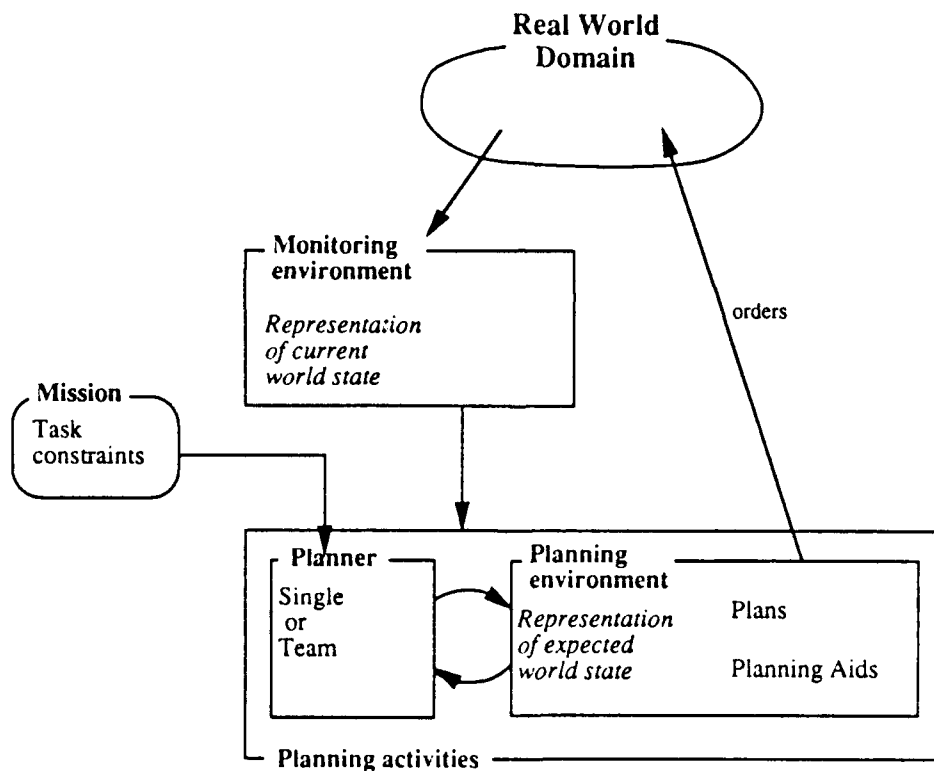 Real World
Domain
Monitoring
environment
Representation
of current
world state
orders
Mission
Task
constraints
Planner
Single
or
Team
Planning
environment
Representation
of expected
world state
Plans
Planning Aids
Planning activities